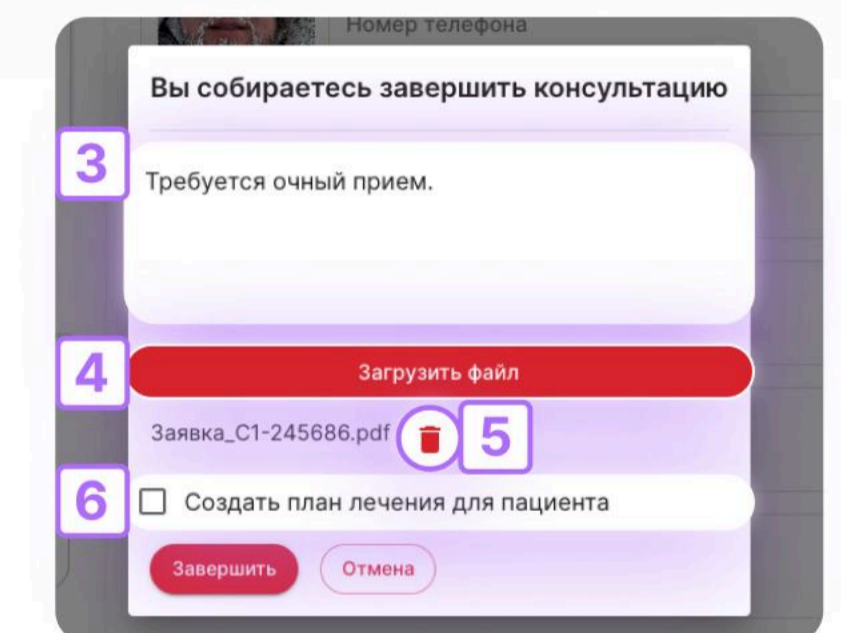 Номер телефона
Вы собираетесь завершить консультацию
3
Требуется очный прием.
4
Загрузить файл
Заявка_С1-245686.pdf
5
6
Создать план лечения для пациента
Завершить
Отмена